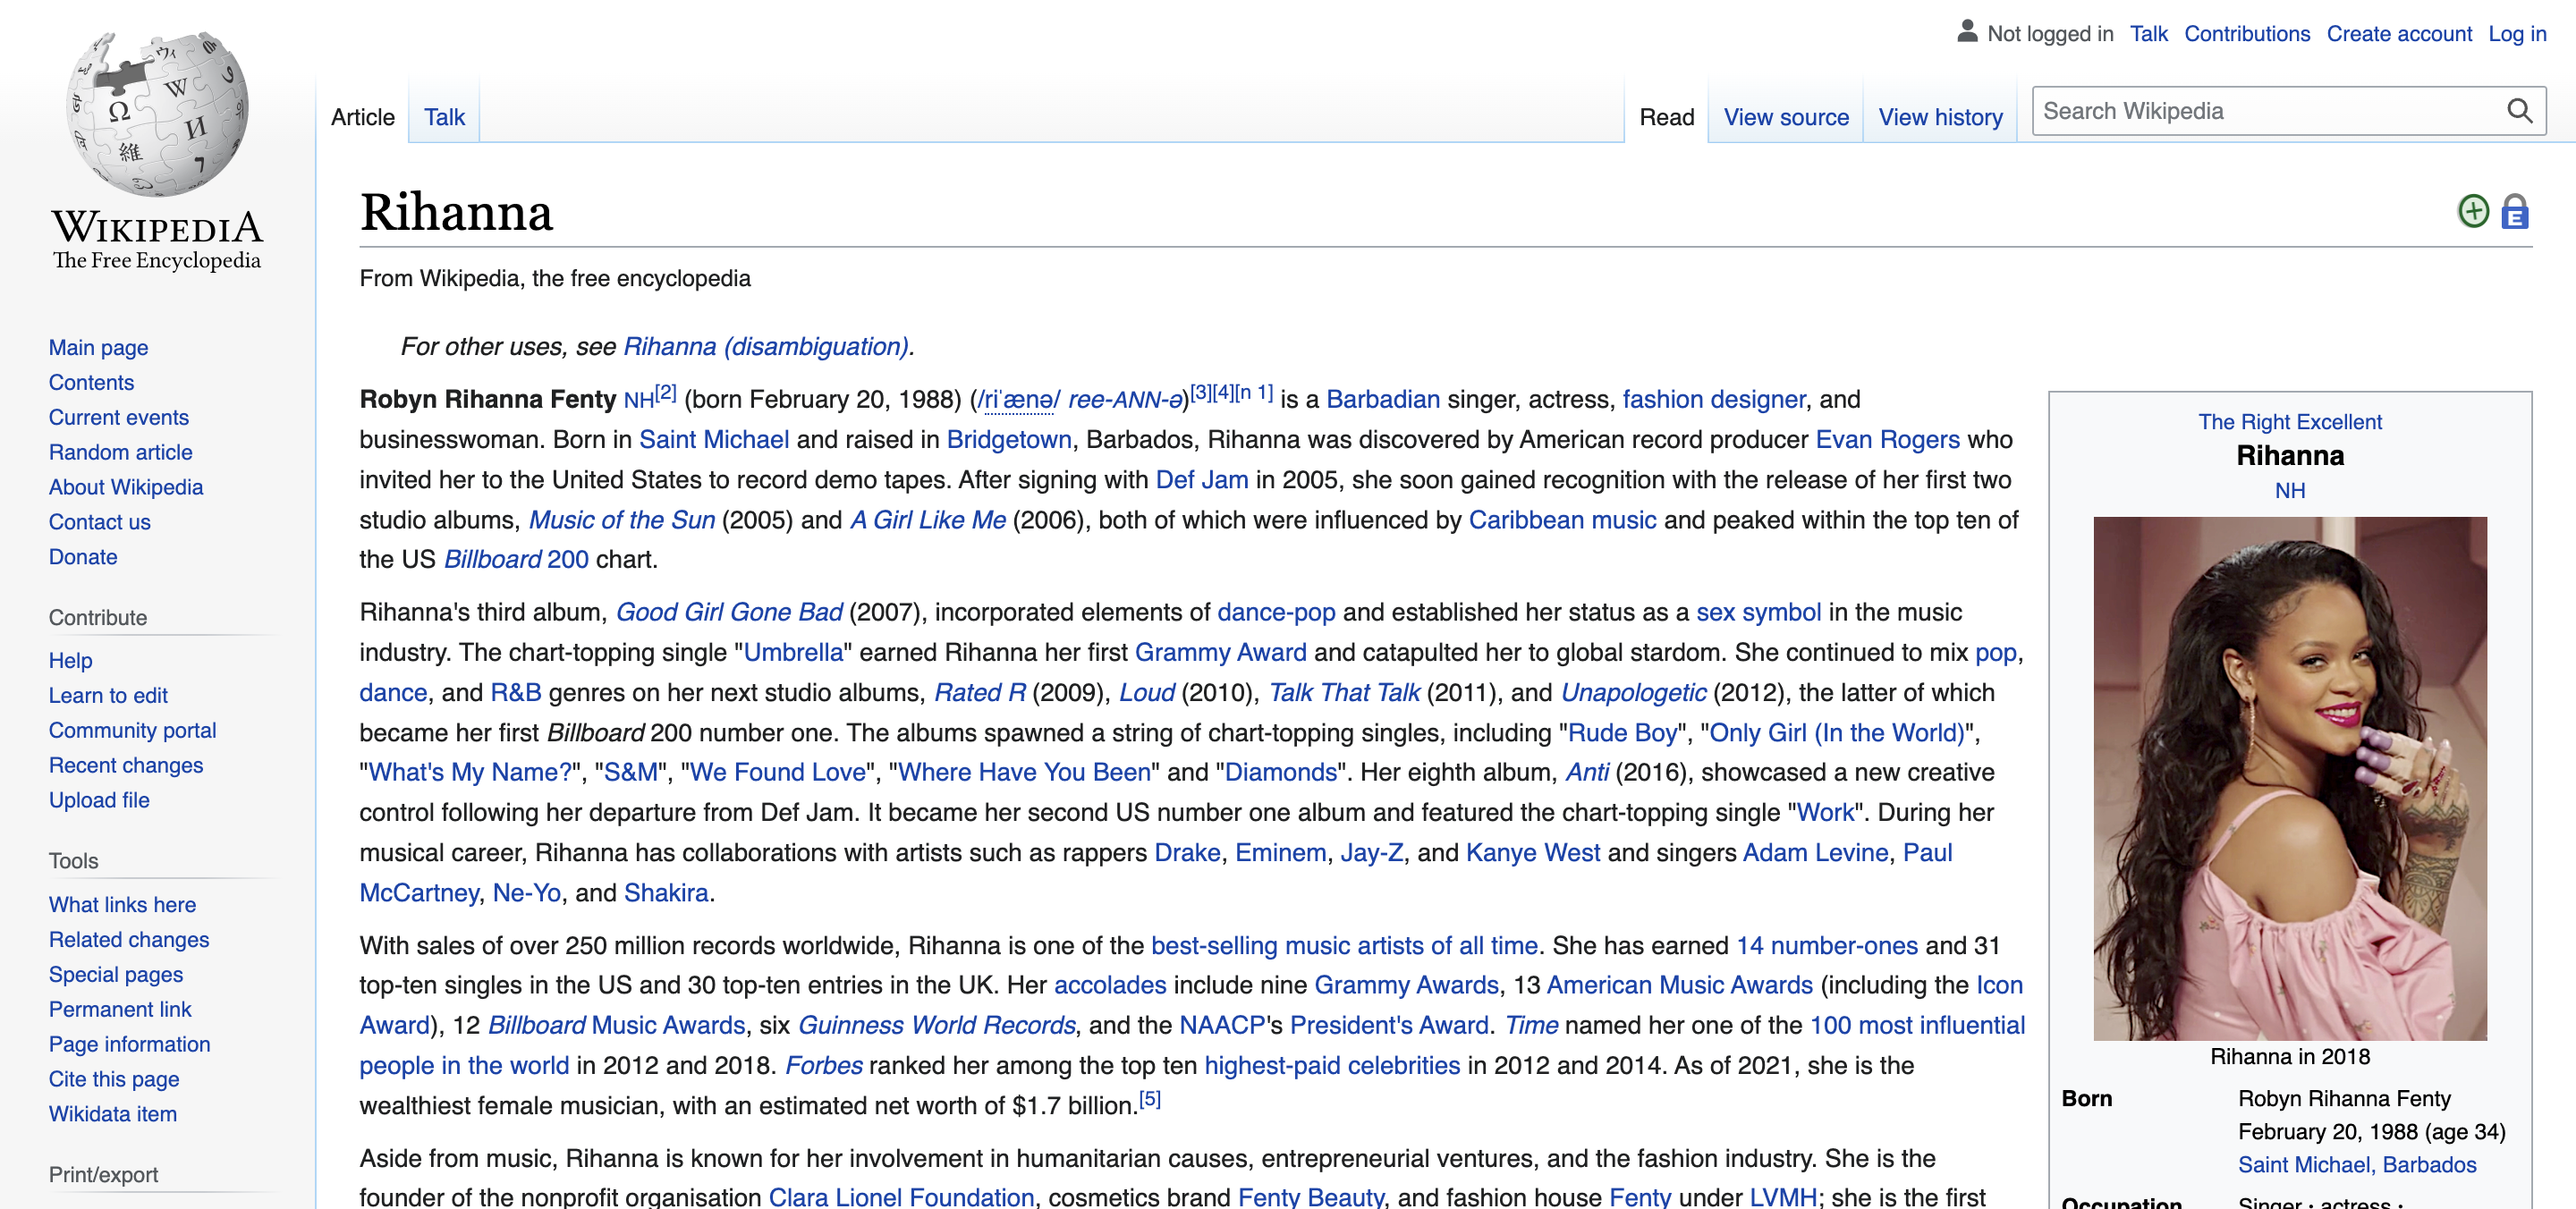 Not logged in Talk Contributions Create account Log in
Article Talk Read View source View history Search Wikipedia
Ω W И 維
WIKIPEDIA
The Free Encyclopedia
Main page
Contents
Current events
Random article
About Wikipedia
Contact us
Donate
Contribute
Help
Learn to edit
Community portal
Recent changes
Upload file
Tools
What links here
Related changes
Special pages
Permanent link
Page information
Cite this page
Wikidata item
Print/export
Rihanna
E
From Wikipedia, the free encyclopedia
For other uses, see Rihanna (disambiguation).
Robyn Rihanna Fenty NH[2] (born February 20, 1988) (/riˈænə/ ree-ANN-ə)[3][4][n 1] is a Barbadian singer, actress, fashion designer, and
businesswoman. Born in Saint Michael and raised in Bridgetown, Barbados, Rihanna was discovered by American record producer Evan Rogers who
invited her to the United States to record demo tapes. After signing with Def Jam in 2005, she soon gained recognition with the release of her first two
studio albums, Music of the Sun (2005) and A Girl Like Me (2006), both of which were influenced by Caribbean music and peaked within the top ten of
the US Billboard 200 chart.
Rihanna's third album, Good Girl Gone Bad (2007), incorporated elements of dance-pop and established her status as a sex symbol in the music
industry. The chart-topping single "Umbrella" earned Rihanna her first Grammy Award and catapulted her to global stardom. She continued to mix pop,
dance, and R&B genres on her next studio albums, Rated R (2009), Loud (2010), Talk That Talk (2011), and Unapologetic (2012), the latter of which
became her first Billboard 200 number one. The albums spawned a string of chart-topping singles, including "Rude Boy", "Only Girl (In the World)",
"What's My Name?", "S&M", "We Found Love", "Where Have You Been" and "Diamonds". Her eighth album, Anti (2016), showcased a new creative
control following her departure from Def Jam. It became her second US number one album and featured the chart-topping single "Work". During her
musical career, Rihanna has collaborations with artists such as rappers Drake, Eminem, Jay-Z, and Kanye West and singers Adam Levine, Paul
McCartney, Ne-Yo, and Shakira.
With sales of over 250 million records worldwide, Rihanna is one of the best-selling music artists of all time. She has earned 14 number-ones and 31
top-ten singles in the US and 30 top-ten entries in the UK. Her accolades include nine Grammy Awards, 13 American Music Awards (including the Icon
Award), 12 Billboard Music Awards, six Guinness World Records, and the NAACP's President's Award. Time named her one of the 100 most influential
people in the world in 2012 and 2018. Forbes ranked her among the top ten highest-paid celebrities in 2012 and 2014. As of 2021, she is the
wealthiest female musician, with an estimated net worth of $1.7 billion.[5]
Aside from music, Rihanna is known for her involvement in humanitarian causes, entrepreneurial ventures, and the fashion industry. She is the
founder of the nonprofit organisation Clara Lionel Foundation, cosmetics brand Fenty Beauty, and fashion house Fenty under LVMH; she is the first
The Right Excellent
Rihanna
NH
Rihanna in 2018
Born Robyn Rihanna Fenty
February 20, 1988 (age 34)
Saint Michael, Barbados
Occupation Singer · actress ·